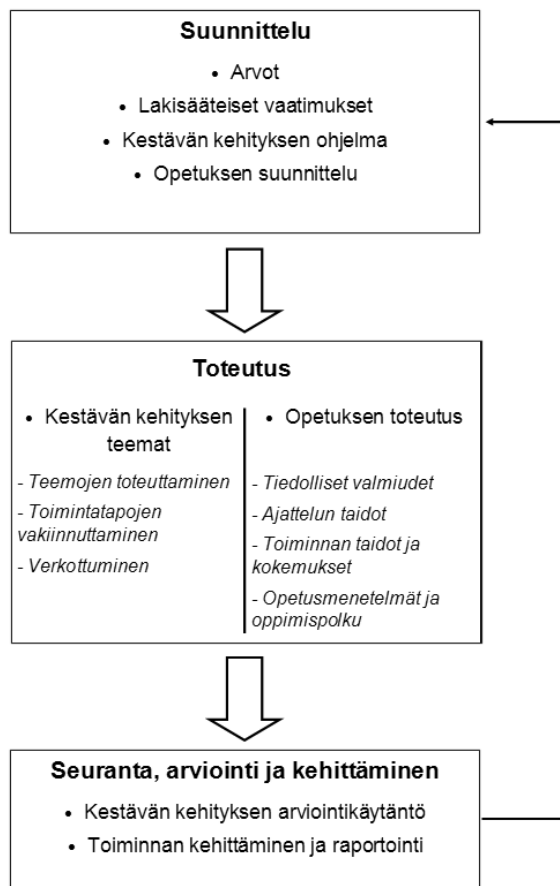 Suunnittelu
• Arvot
• Lakisääteiset vaatimukset
• Kestävän kehityksen ohjelma
• Opetuksen suunnittelu
Toteutus
• Kestävän kehityksen
teemat
- Teemojen toteuttaminen
- Toimintatapojen
vakiinnuttaminen
- Verkottuminen
• Opetuksen toteutus
- Tiedolliset valmiudet
- Ajattelun taidot
- Toiminnan taidot ja
kokemukset
- Opetusmenetelmät ja
oppimispolku
Seuranta, arviointi ja kehittäminen
• Kestävän kehityksen arviointikäytäntö
• Toiminnan kehittäminen ja raportointi